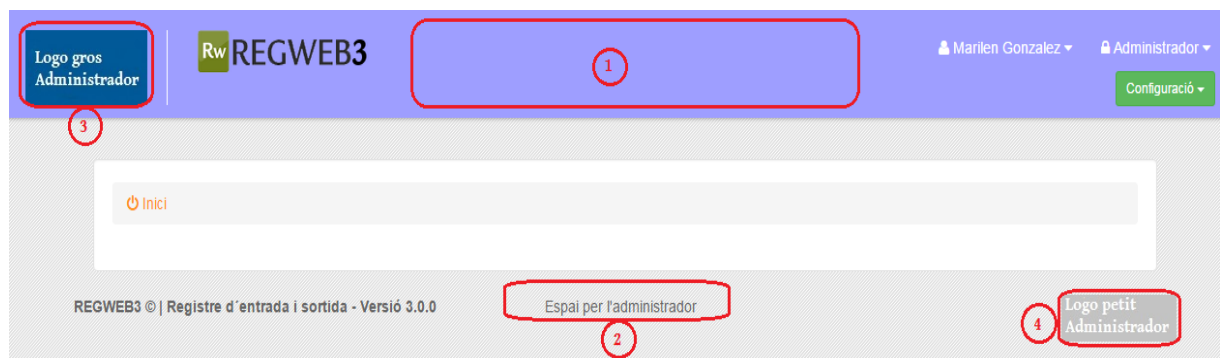 Logo gros
Administrador
Rw REGWEB3
1
Marilen Gonzalez
Administrador
Configuració
3
Inici
REGWEB3 © | Registre d´entrada i sortida - Versió 3.0.0
Espai per l'administrador
2
4
Logo petit
Administrador